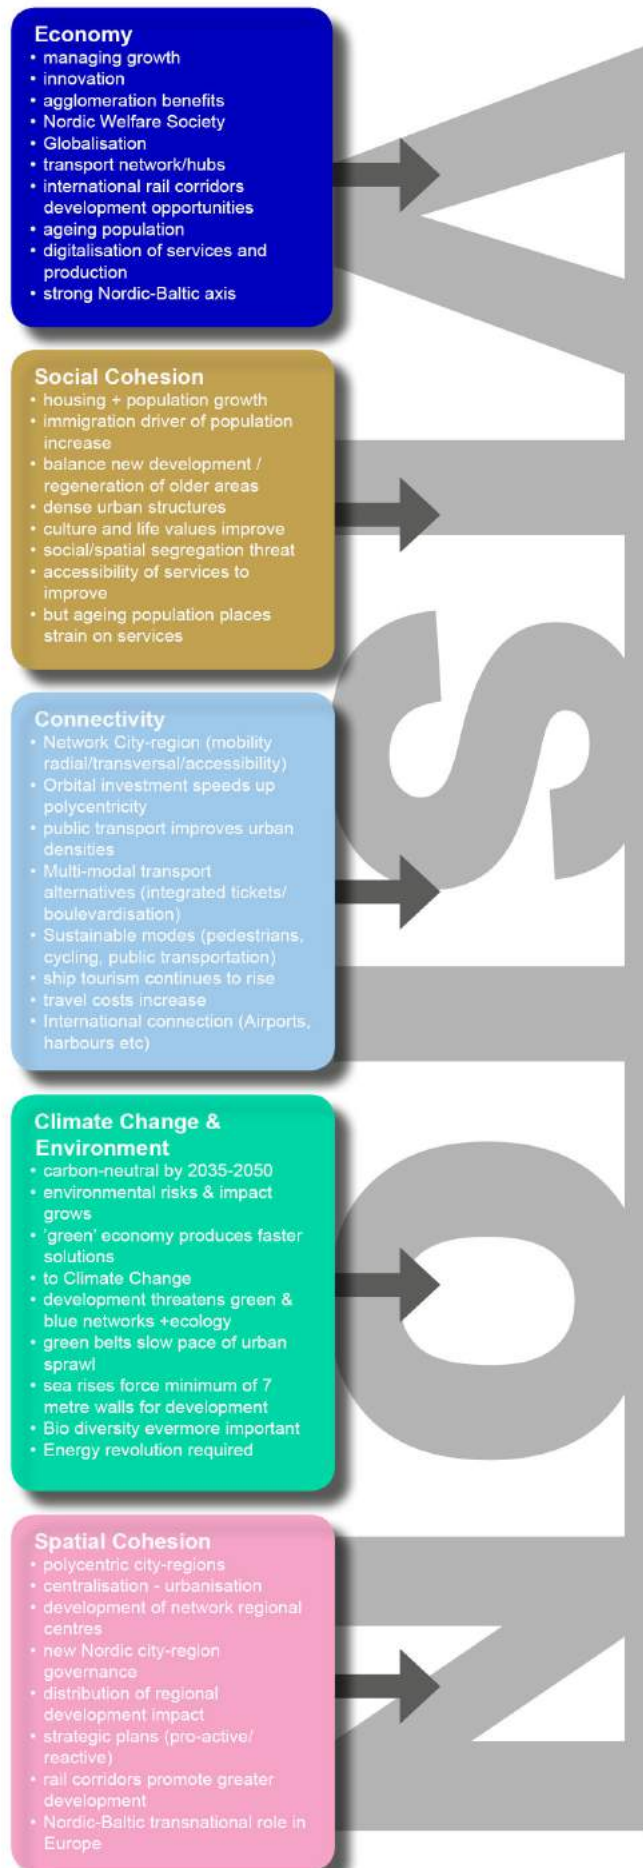 Economy
• managing growth
• innovation
• agglomeration benefits
• Nordic Welfare Society
• Globalisation
• transport network/hubs
• international rail corridors
development opportunities
• ageing population
• digitalisation of services and
production
• strong Nordic-Baltic axis
Social Cohesion
• housing + population growth
• immigration driver of population
increase
• balance new development /
regeneration of older areas
• dense urban structures
• culture and life values improve
• social/spatial segregation threat
• accessibility of services to
improve
• but ageing population places
strain on services
Connectivity
• Network City-region (mobility
radial/transversal/accessibility)
• Orbital investment speeds up
polycentricity
• public transport improves urban
densities
• Multi-modal transport
alternatives (integrated tickets/
boulevardisation)
• Sustainable modes (pedestrians,
cycling, public transportation)
• ship tourism continues to rise
• travel costs increase
• International connection (Airports,
harbours etc)
Climate Change &
Environment
• carbon-neutral by 2035-2050
• environmental risks & impact
grows
• 'green' economy produces faster
solutions
• to Climate Change
• development threatens green &
blue networks +ecology
• green belts slow pace of urban
sprawl
• sea rises force minimum of 7
metre walls for development
• Bio diversity evermore important
• Energy revolution required
Spatial Cohesion
• polycentric city-regions
• centralisation - urbanisation
• development of network regional
centres
• new Nordic city-region
governance
• distribution of regional
development impact
• strategic plans (pro-active/
reactive)
• rail corridors promote greater
development
• Nordic-Baltic transnational role in
Europe
VISION